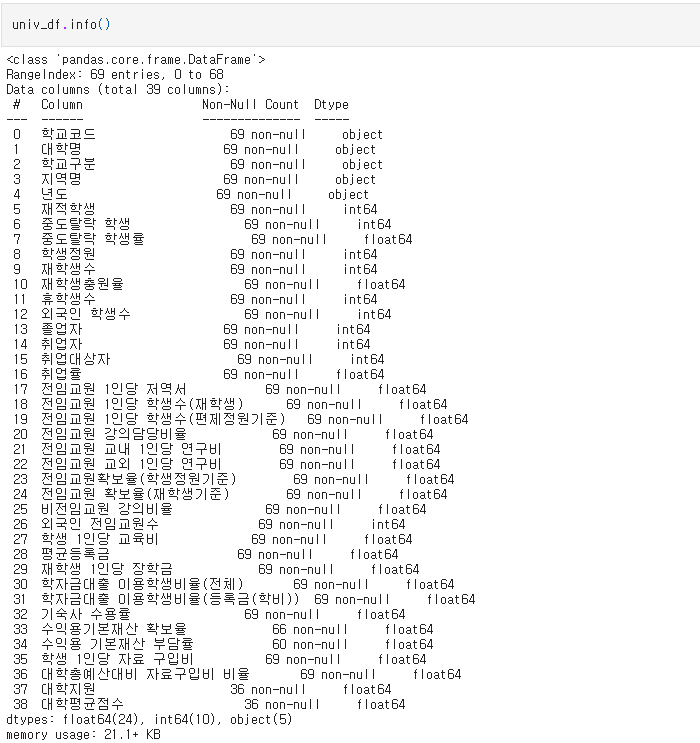 univ_df.info()
<class 'pandas.core.frame.DataFrame'>
RangeIndex: 69 entries, 0 to 68
Data columns (total 39 columns):
# Column Non-Null Count Dtype
--- ------ -------------- -----
0 학교코드 69 non-null object
1 대학명 69 non-null object
2 학교구분 69 non-null object
3 지역명 69 non-null object
4 년도 69 non-null object
5 재적학생 69 non-null int64
6 중도탈락 학생 69 non-null int64
7 중도탈락 학생률 69 non-null float64
8 학생정원 69 non-null int64
9 재학생수 69 non-null int64
10 재학생충원율 69 non-null float64
11 휴학생수 69 non-null int64
12 외국인 학생수 69 non-null int64
13 졸업자 69 non-null int64
14 취업자 69 non-null int64
15 취업대상자 69 non-null int64
16 취업률 69 non-null float64
17 전임교원 1인당 저역서 69 non-null float64
18 전임교원 1인당 학생수(재학생) 69 non-null float64
19 전임교원 1인당 학생수(편제정원기준) 69 non-null float64
20 전임교원 강의담당비율 69 non-null float64
21 전임교원 교내 1인당 연구비 69 non-null float64
22 전임교원 교외 1인당 연구비 69 non-null float64
23 전임교원확보율(학생정원기준) 69 non-null float64
24 전임교원 확보율(재학생기준) 69 non-null float64
25 비전임교원 강의비율 69 non-null float64
26 외국인 전임교원수 69 non-null int64
27 학생 1인당 교육비 69 non-null float64
28 평균등록금 69 non-null float64
29 재학생 1인당 장학금 69 non-null float64
30 학자금대출 이용학생비율(전체) 69 non-null float64
31 학자금대출 이용학생비율(등록금(학비)) 69 non-null float64
32 기숙사 수용률 69 non-null float64
33 수익용기본재산 확보율 66 non-null float64
34 수익용 기본재산 부담률 60 non-null float64
35 학생 1인당 자료 구입비 69 non-null float64
36 대학총예산대비 자료구입비 비율 69 non-null float64
37 대학지원 36 non-null float64
38 대학평균점수 36 non-null float64
dtypes: float64(24), int64(10), object(5)
memory usage: 21.1+ KB